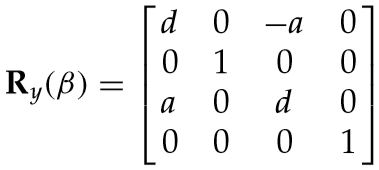 R_y(β) = [ d 0 −a 0
0 1 0 0
a 0 d 0
0 0 0 1 ]